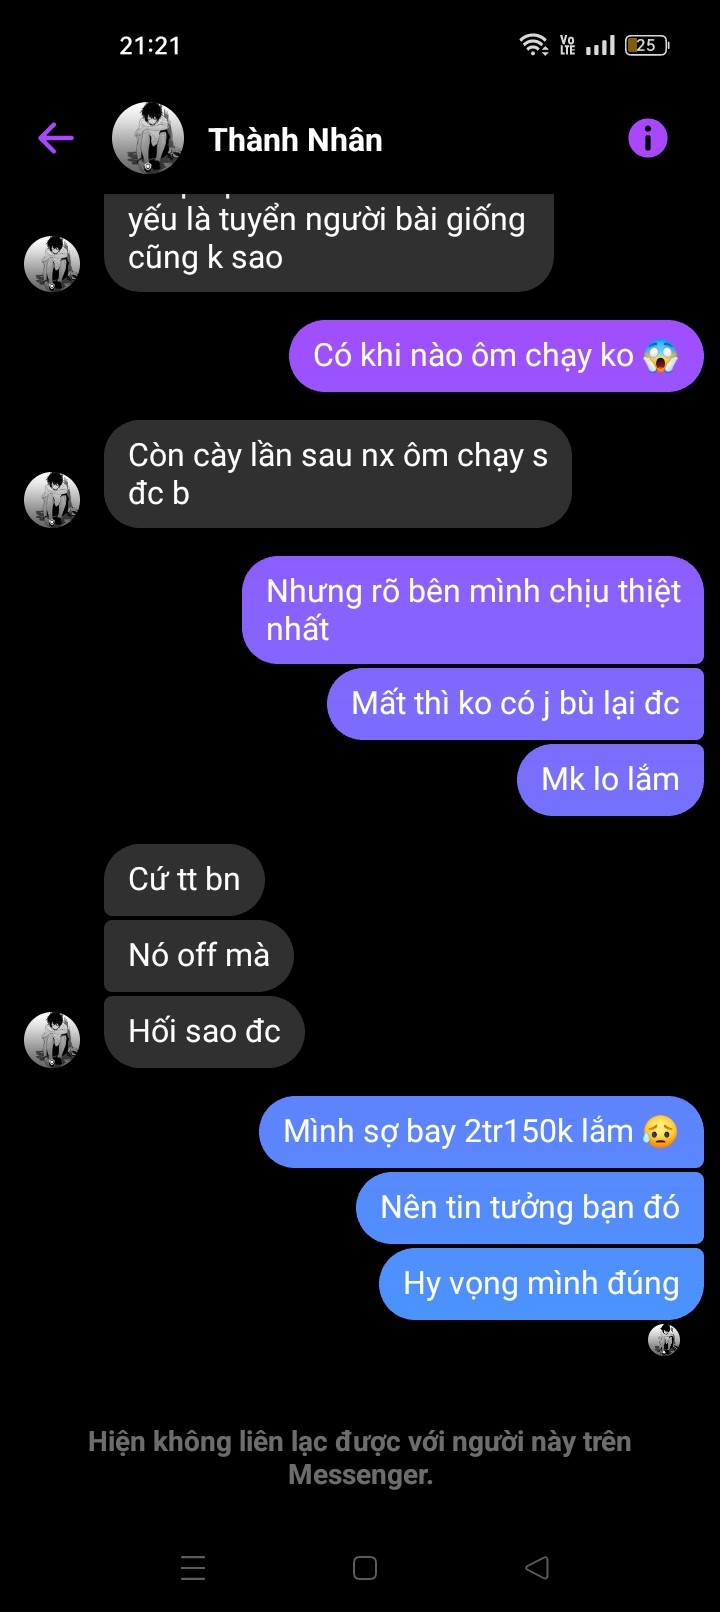 21:21
Vo
LTE
25
Thành Nhân
yếu là tuyển người bài giống
cũng k sao
Có khi nào ôm chạy ko 😱
Còn cày lần sau nx ôm chạy s
đc b
Nhưng rõ bên mình chịu thiệt
nhất
Mất thì ko có j bù lại đc
Mk lo lắm
Cứ tt bn
Nó off mà
Hối sao đc
Mình sợ bay 2tr150k lắm 😥
Nên tin tưởng bạn đó
Hy vọng mình đúng
Hiện không liên lạc được với người này trên
Messenger.